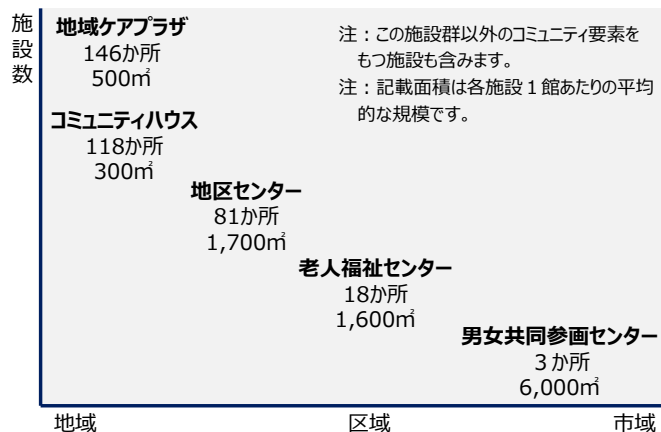 施
設
数
地域ケアプラザ
146か所
500㎡
注：この施設群以外のコミュニティ要素を
もつ施設も含みます。
注：記載面積は各施設１館あたりの平均
的な規模です。
コミュニティハウス
118か所
300㎡
地区センター
81か所
1,700㎡
老人福祉センター
18か所
1,600㎡
男女共同参画センター
３か所
6,000㎡
地域
区域
市域